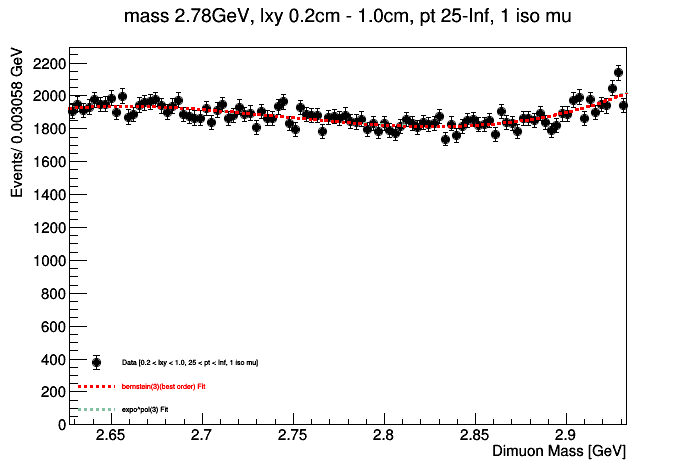 mass 2.78GeV, lxy 0.2cm - 1.0cm, pt 25-Inf, 1 iso mu
Events/ 0.003058 GeV
2200
2000
1800
1600
1400
1200
1000
800
600
400
200
0
Data [0.2 < lxy < 1.0, 25 < pt < Inf, 1 iso mu]
bernstein(3)(best order) Fit
expo*pol(3) Fit
2.65 2.7 2.75 2.8 2.85 2.9
Dimuon Mass [GeV]